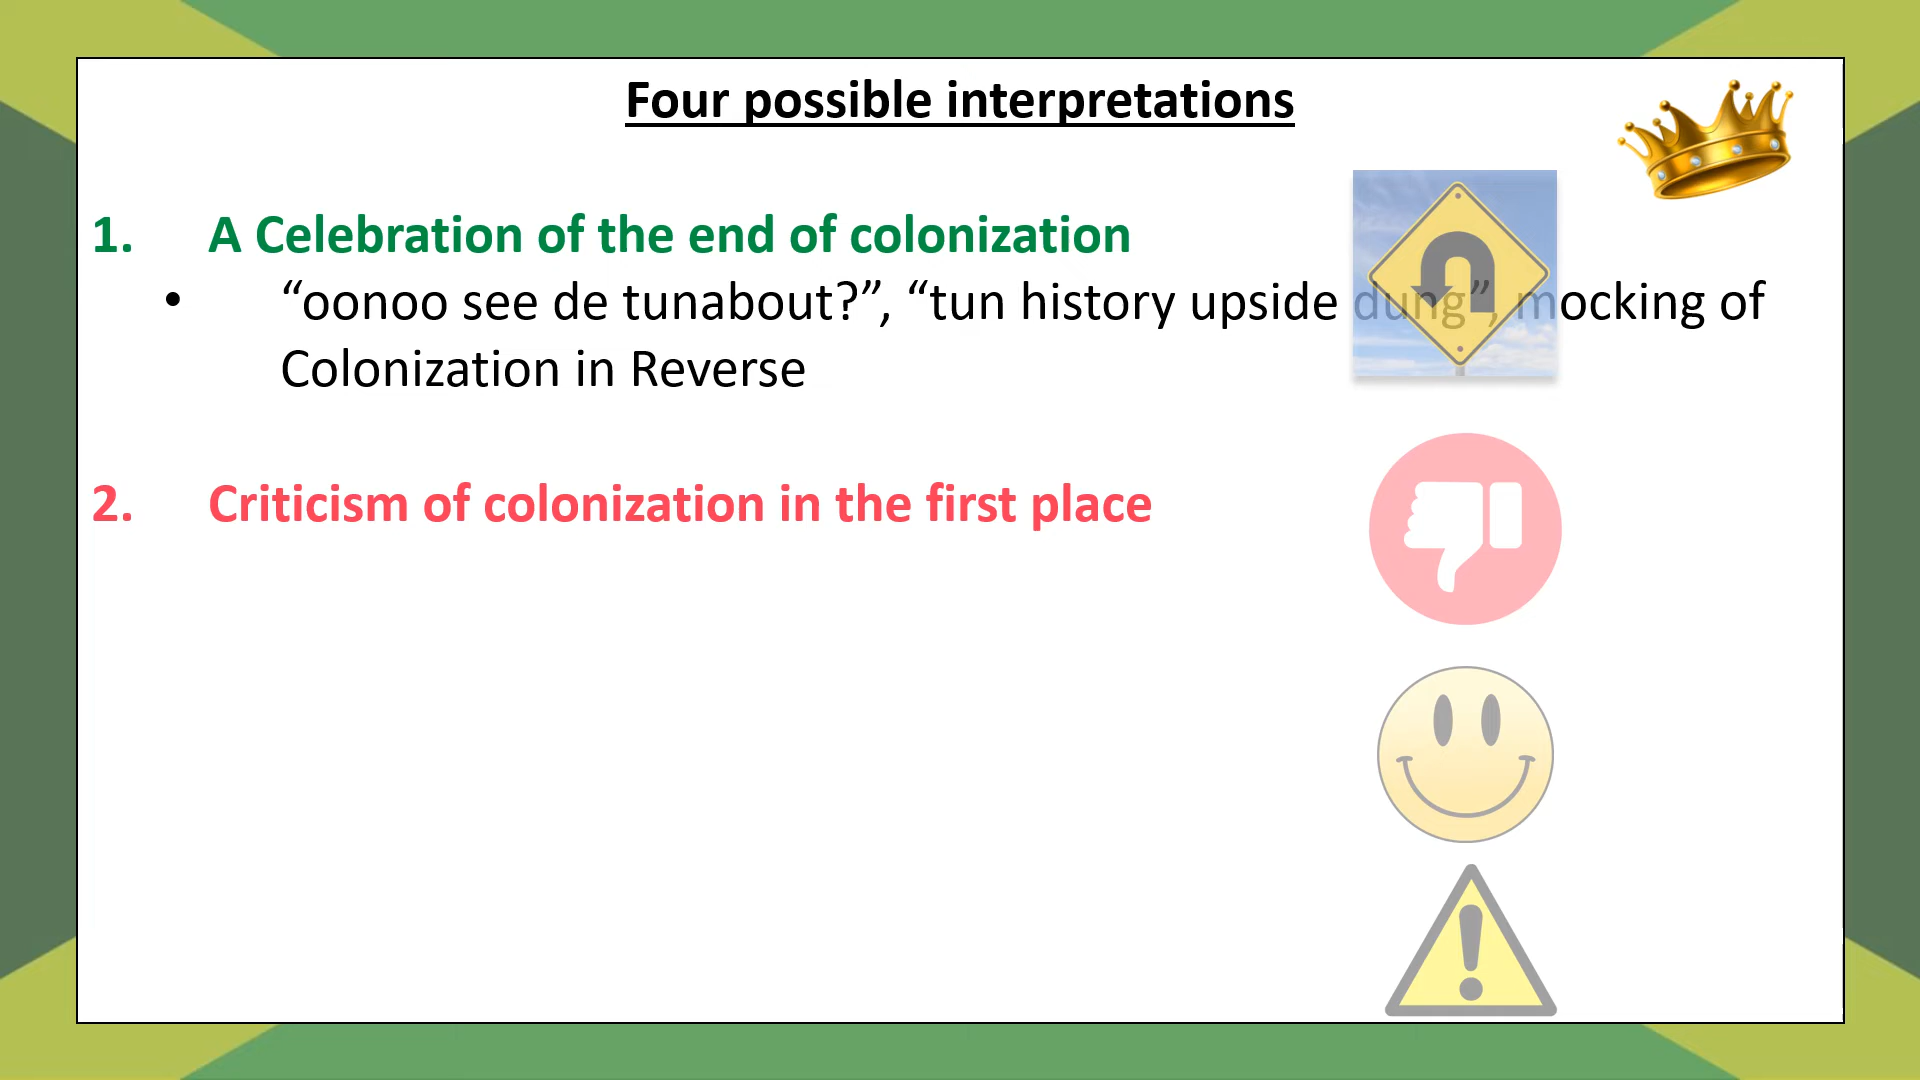 Four possible interpretations
1. A Celebration of the end of colonization
• “oonoo see de tunabout?”, “tun history upside dung”, mocking of
Colonization in Reverse
2. Criticism of colonization in the first place